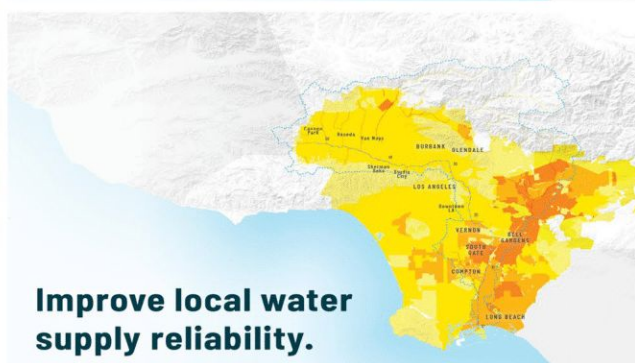 Canoga
Park
Reseda
Van Nuys
BURBANK
GLENDALE
Sherman
Oaks
Studio
City
LOS ANGELES
Downtown
LA
VERNON
BELL
GARDENS
SOUTH
GATE
COMPTON
LONG BEACH
Improve local water
supply reliability.